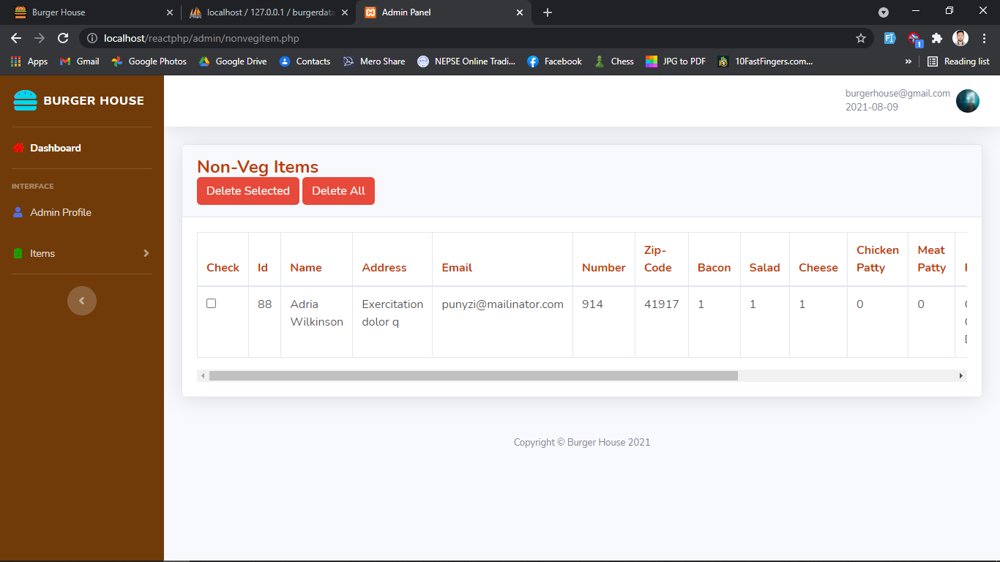 Burger House
localhost / 127.0.0.1 / burgerdata
Admin Panel
localhost/reactphp/admin/nonvegitem.php
1
Apps
Gmail
Google Photos
Google Drive
Contacts
Mero Share
NEPSE Online Tradi...
Facebook
Chess
JPG to PDF
10FastFingers.com...
»
Reading list
BURGER HOUSE
burgerhouse@gmail.com
2021-08-09
Dashboard
INTERFACE
Admin Profile
Items
Non-Veg Items
Delete Selected
Delete All
Check Id Name Address Email Number Zip-Code Bacon Salad Cheese Chicken Patty Meat Patty
88 Adria Wilkinson Exercitation dolor q punyzi@mailinator.com 914 41917 1 1 1 0 0
Copyright © Burger House 2021